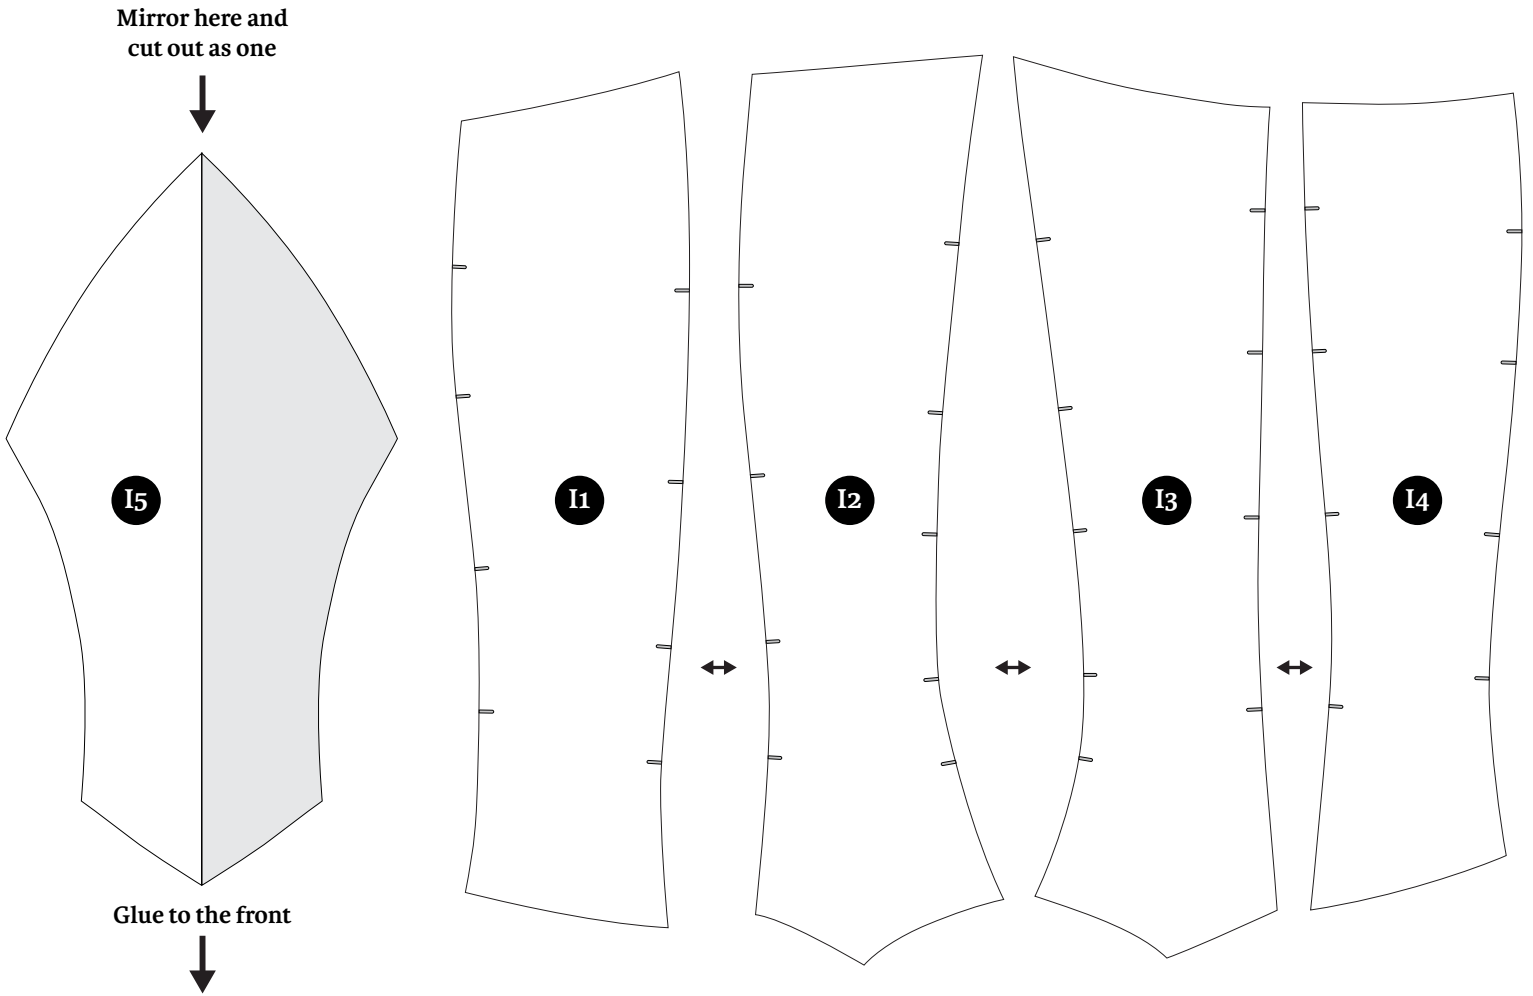 Mirror here and
cut out as one
I5
I1
I2
I3
I4
Glue to the front